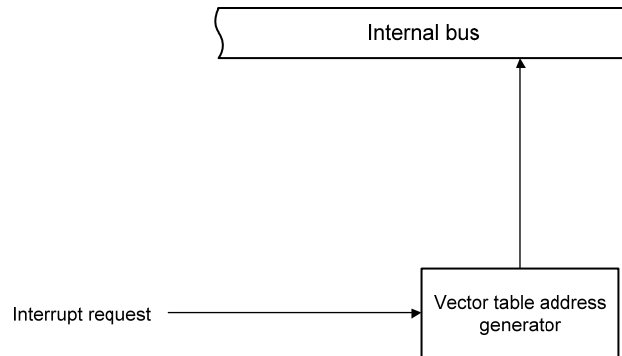 Internal bus
Interrupt request
Vector table address
generator